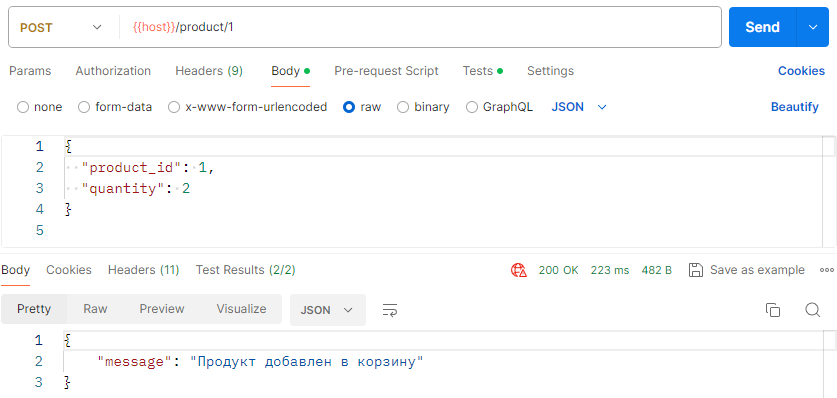 POST {{host}}/product/1 Send
Params Authorization Headers (9) Body Pre-request Script Tests Settings Cookies
none form-data x-www-form-urlencoded raw binary GraphQL JSON Beautify
1 {
2 "product_id": 1,
3 "quantity": 2
4 }
5
Body Cookies Headers (11) Test Results (2/2) 200 OK 223 ms 482 B Save as example
Pretty Raw Preview Visualize JSON
1 {
2 "message": "Продукт добавлен в корзину"
3 }